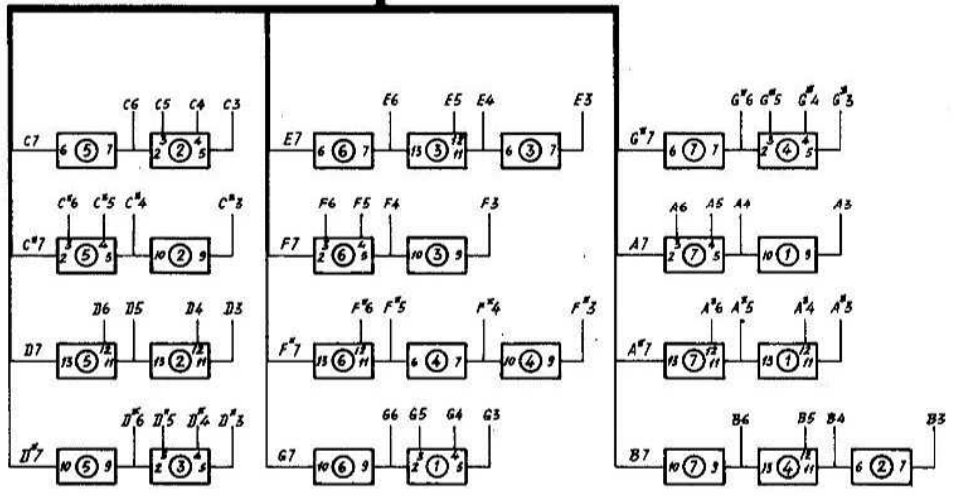 C6 C5 C4 C3
C7 6 5 7 2 3 2 4 5
C#6 C#5 C#4 C#3
C#7 2 3 5 4 5 10 2 9
D6 D5 D4 D3
D7 13 5 12 11 13 2 12 11
D#6 D#5 D#4 D#3
D#7 10 5 9 2 3 3 4 5
E6 E5 E4 E3
E7 6 6 7 13 3 12 11 6 3 7
F6 F5 F4 F3
F7 2 3 6 4 5 10 3 9
F#6 F#5 F#4 F#3
F#7 13 6 12 11 6 4 7 10 4 9
G6 G5 G4 G3
G7 10 6 9 2 3 1 4 5
G#6 G#5 G#4 G#3
G#7 6 7 7 2 3 4 4 5
A6 A5 A4 A3
A7 2 3 7 4 5 10 1 9
A#6 A#5 A#4 A#3
A#7 13 7 12 11 13 1 12 11
B6 B5 B4 B3
B7 10 7 9 13 4 12 11 6 2 7